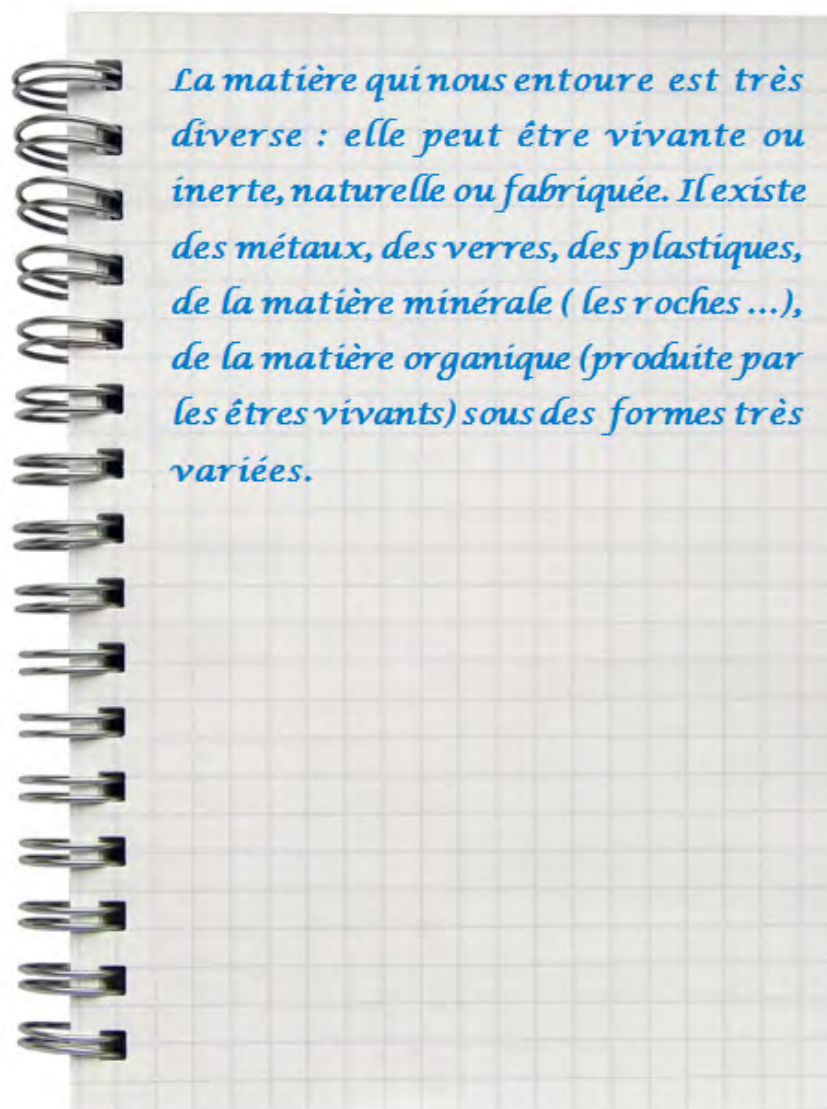 La matière qui nous entoure est très
diverse : elle peut être vivante ou
inerte, naturelle ou fabriquée. Il existe
des métaux, des verres, des plastiques,
de la matière minérale ( les roches ...),
de la matière organique (produite par
les êtres vivants) sous des formes très
variées.